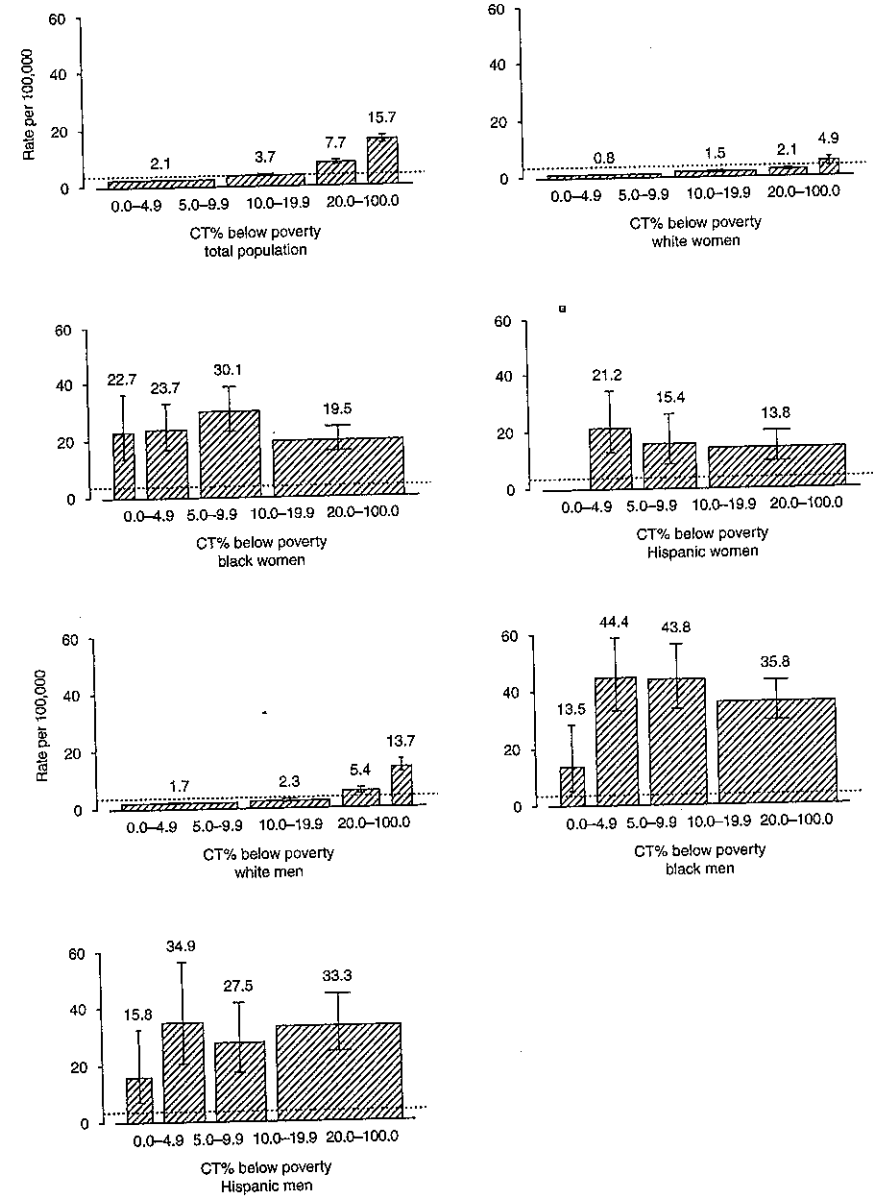 60
40
20
0
Rate per 100,000
2.1
3.7
7.7
15.7
0.0–4.9 5.0–9.9 10.0–19.9 20.0–100.0
CT% below poverty
total population
60
40
20
0
0.8
1.5
2.1
4.9
0.0–4.9 5.0–9.9 10.0–19.9 20.0–100.0
CT% below poverty
white women
60
40
20
0
22.7
23.7
30.1
19.5
0.0–4.9 5.0–9.9 10.0–19.9 20.0–100.0
CT% below poverty
black women
60
40
20
0
21.2
15.4
13.8
0.0–4.9 5.0–9.9 10.0–19.9 20.0–100.0
CT% below poverty
Hispanic women
60
40
20
0
Rate per 100,000
1.7
2.3
5.4
13.7
0.0–4.9 5.0–9.9 10.0–19.9 20.0–100.0
CT% below poverty
white men
60
40
20
0
13.5
44.4
43.8
35.8
0.0–4.9 5.0–9.9 10.0–19.9 20.0–100.0
CT% below poverty
black men
60
40
20
0
15.8
34.9
27.5
33.3
0.0–4.9 5.0–9.9 10.0–19.9 20.0–100.0
CT% below poverty
Hispanic men